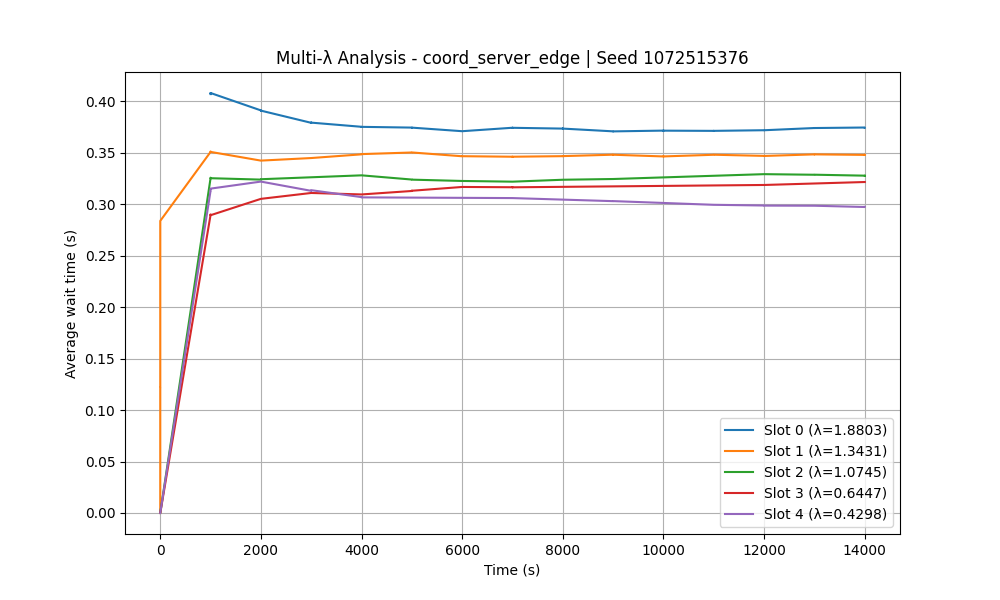 Multi-λ Analysis - coord_server_edge | Seed 1072515376
Average wait time (s)
0.40
0.35
0.30
0.25
0.20
0.15
0.10
0.05
0.00
Slot 0 (λ=1.8803)
Slot 1 (λ=1.3431)
Slot 2 (λ=1.0745)
Slot 3 (λ=0.6447)
Slot 4 (λ=0.4298)
0 2000 4000 6000 8000 10000 12000 14000
Time (s)